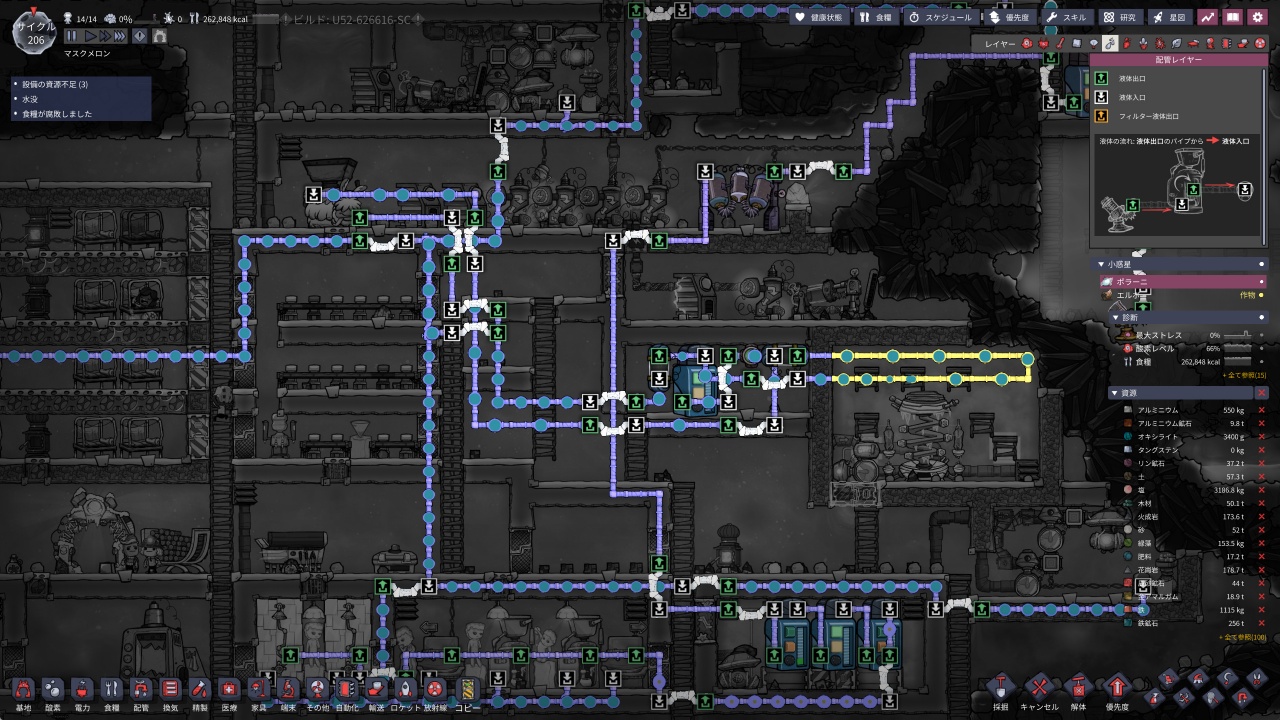 サイクル
206
14/14
0%
0
262,848 kcal
マスクメロン
ビルド: U52-626616-SC
健康状態
食糧
スケジュール
優先度
スキル
研究
星図
レイヤー
配管レイヤー
液体出口
液体入口
フィルター液体出口
液体の流れ: 液体出口のパイプから
液体入口
設備の資源不足 (3)
水没
食糧が腐敗しました
小惑星
ポラーニ
作物
診断
最大ストレス 0%
酸素レベル 66%
食糧 262,848 kcal
+ 全て参照(15)
資源
アルミニウム 550 kg
アルミニウム鉱石 9.8 t
オキシライト 3400 g
タングステン 0 kg
リン鉱石 37.2 t
土 57.3 t
塩 3186.8 kg
木材 50.1 t
火成岩 173.6 t
砂 52 t
緑藻 153.5 kg
肥料 17.2 t
花崗岩 178.7 t
鉱石 44 t
アマルガム 18.9 t
鉄 1115 kg
鉄鉱石 256 t
+ 全て参照(100)
基地
酸素
電力
食糧
配管
換気
精製
医療
家具
端末
その他
自動化
輸送
ロケット
放射線
コピー
採掘
キャンセル
解体
優先度